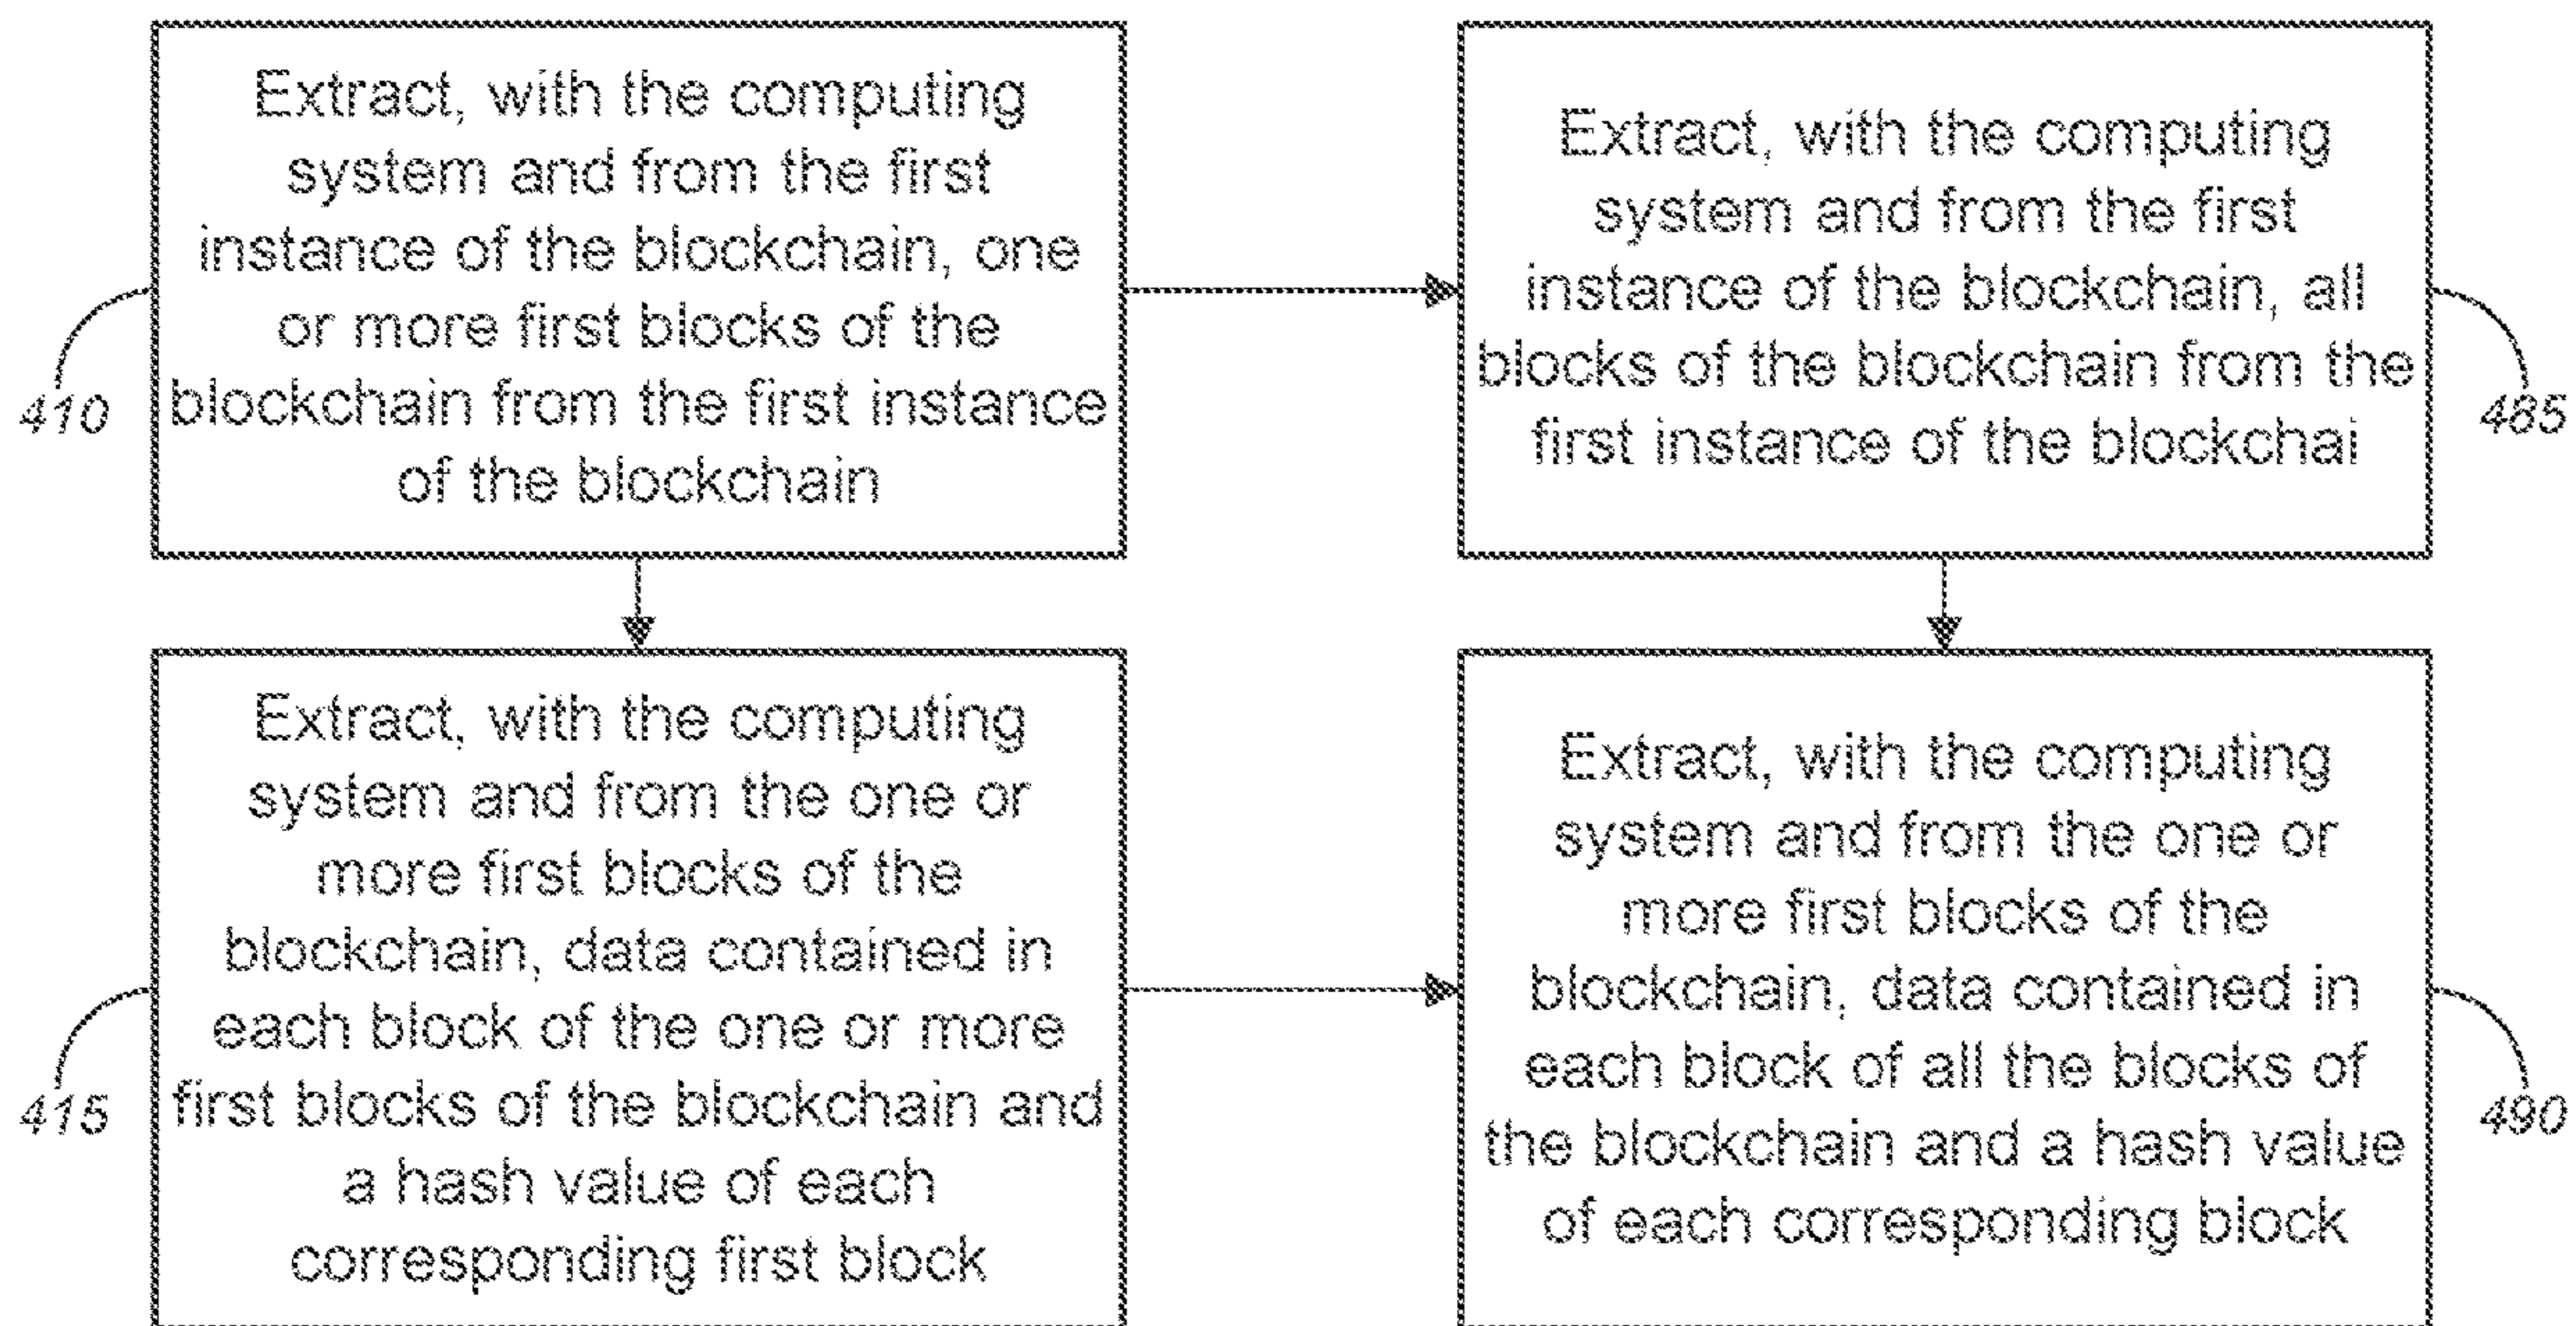 Extract, with the computing
system and from the first
instance of the blockchain, one
or more first blocks of the
blockchain from the first instance
of the blockchain
410
Extract, with the computing
system and from the first
instance of the blockchain, all
blocks of the blockchain from the
first instance of the blockchai
485
Extract, with the computing
system and from the one or
more first blocks of the
blockchain, data contained in
each block of the one or more
first blocks of the blockchain and
a hash value of each
corresponding first block
415
Extract, with the computing
system and from the one or
more first blocks of the
blockchain, data contained in
each block of all the blocks of
the blockchain and a hash value
of each corresponding block
490